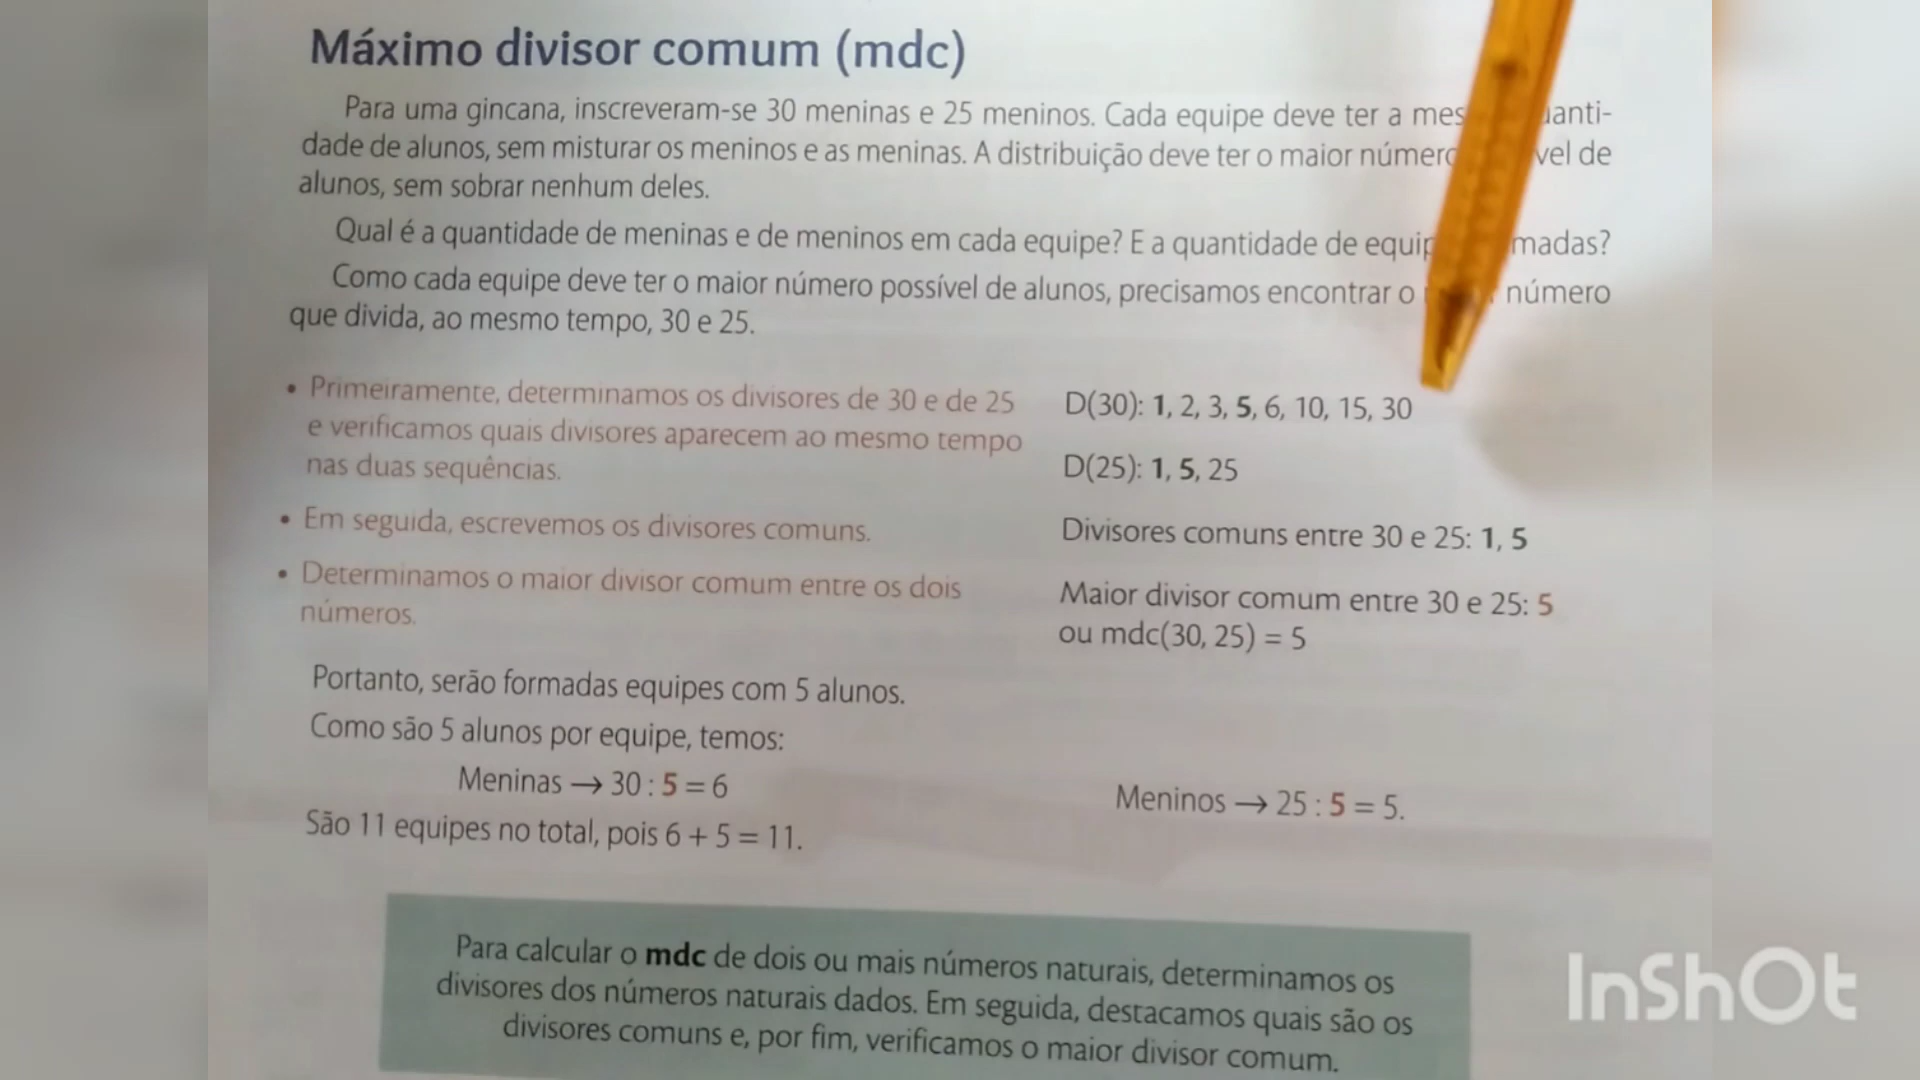 Máximo divisor comum (mdc)
Para uma gincana, inscreveram-se 30 meninas e 25 meninos. Cada equipe deve ter a mes uanti-
dade de alunos, sem misturar os meninos e as meninas. A distribuição deve ter o maior número vel de
alunos, sem sobrar nenhum deles.
Qual é a quantidade de meninas e de meninos em cada equipe? E a quantidade de equip madas?
Como cada equipe deve ter o maior número possível de alunos, precisamos encontrar o número
que divida, ao mesmo tempo, 30 e 25.
• Primeiramente, determinamos os divisores de 30 e de 25
e verificamos quais divisores aparecem ao mesmo tempo
nas duas sequências.
D(30): 1, 2, 3, 5, 6, 10, 15, 30
D(25): 1, 5, 25
• Em seguida, escrevemos os divisores comuns.
Divisores comuns entre 30 e 25: 1, 5
• Determinamos o maior divisor comum entre os dois
números.
Maior divisor comum entre 30 e 25: 5
ou mdc(30, 25) = 5
Portanto, serão formadas equipes com 5 alunos.
Como são 5 alunos por equipe, temos:
Meninas → 30 : 5 = 6
Meninos → 25 : 5 = 5.
São 11 equipes no total, pois 6 + 5 = 11.
Para calcular o mdc de dois ou mais números naturais, determinamos os
divisores dos números naturais dados. Em seguida, destacamos quais são os
divisores comuns e, por fim, verificamos o maior divisor comum.
InShOt